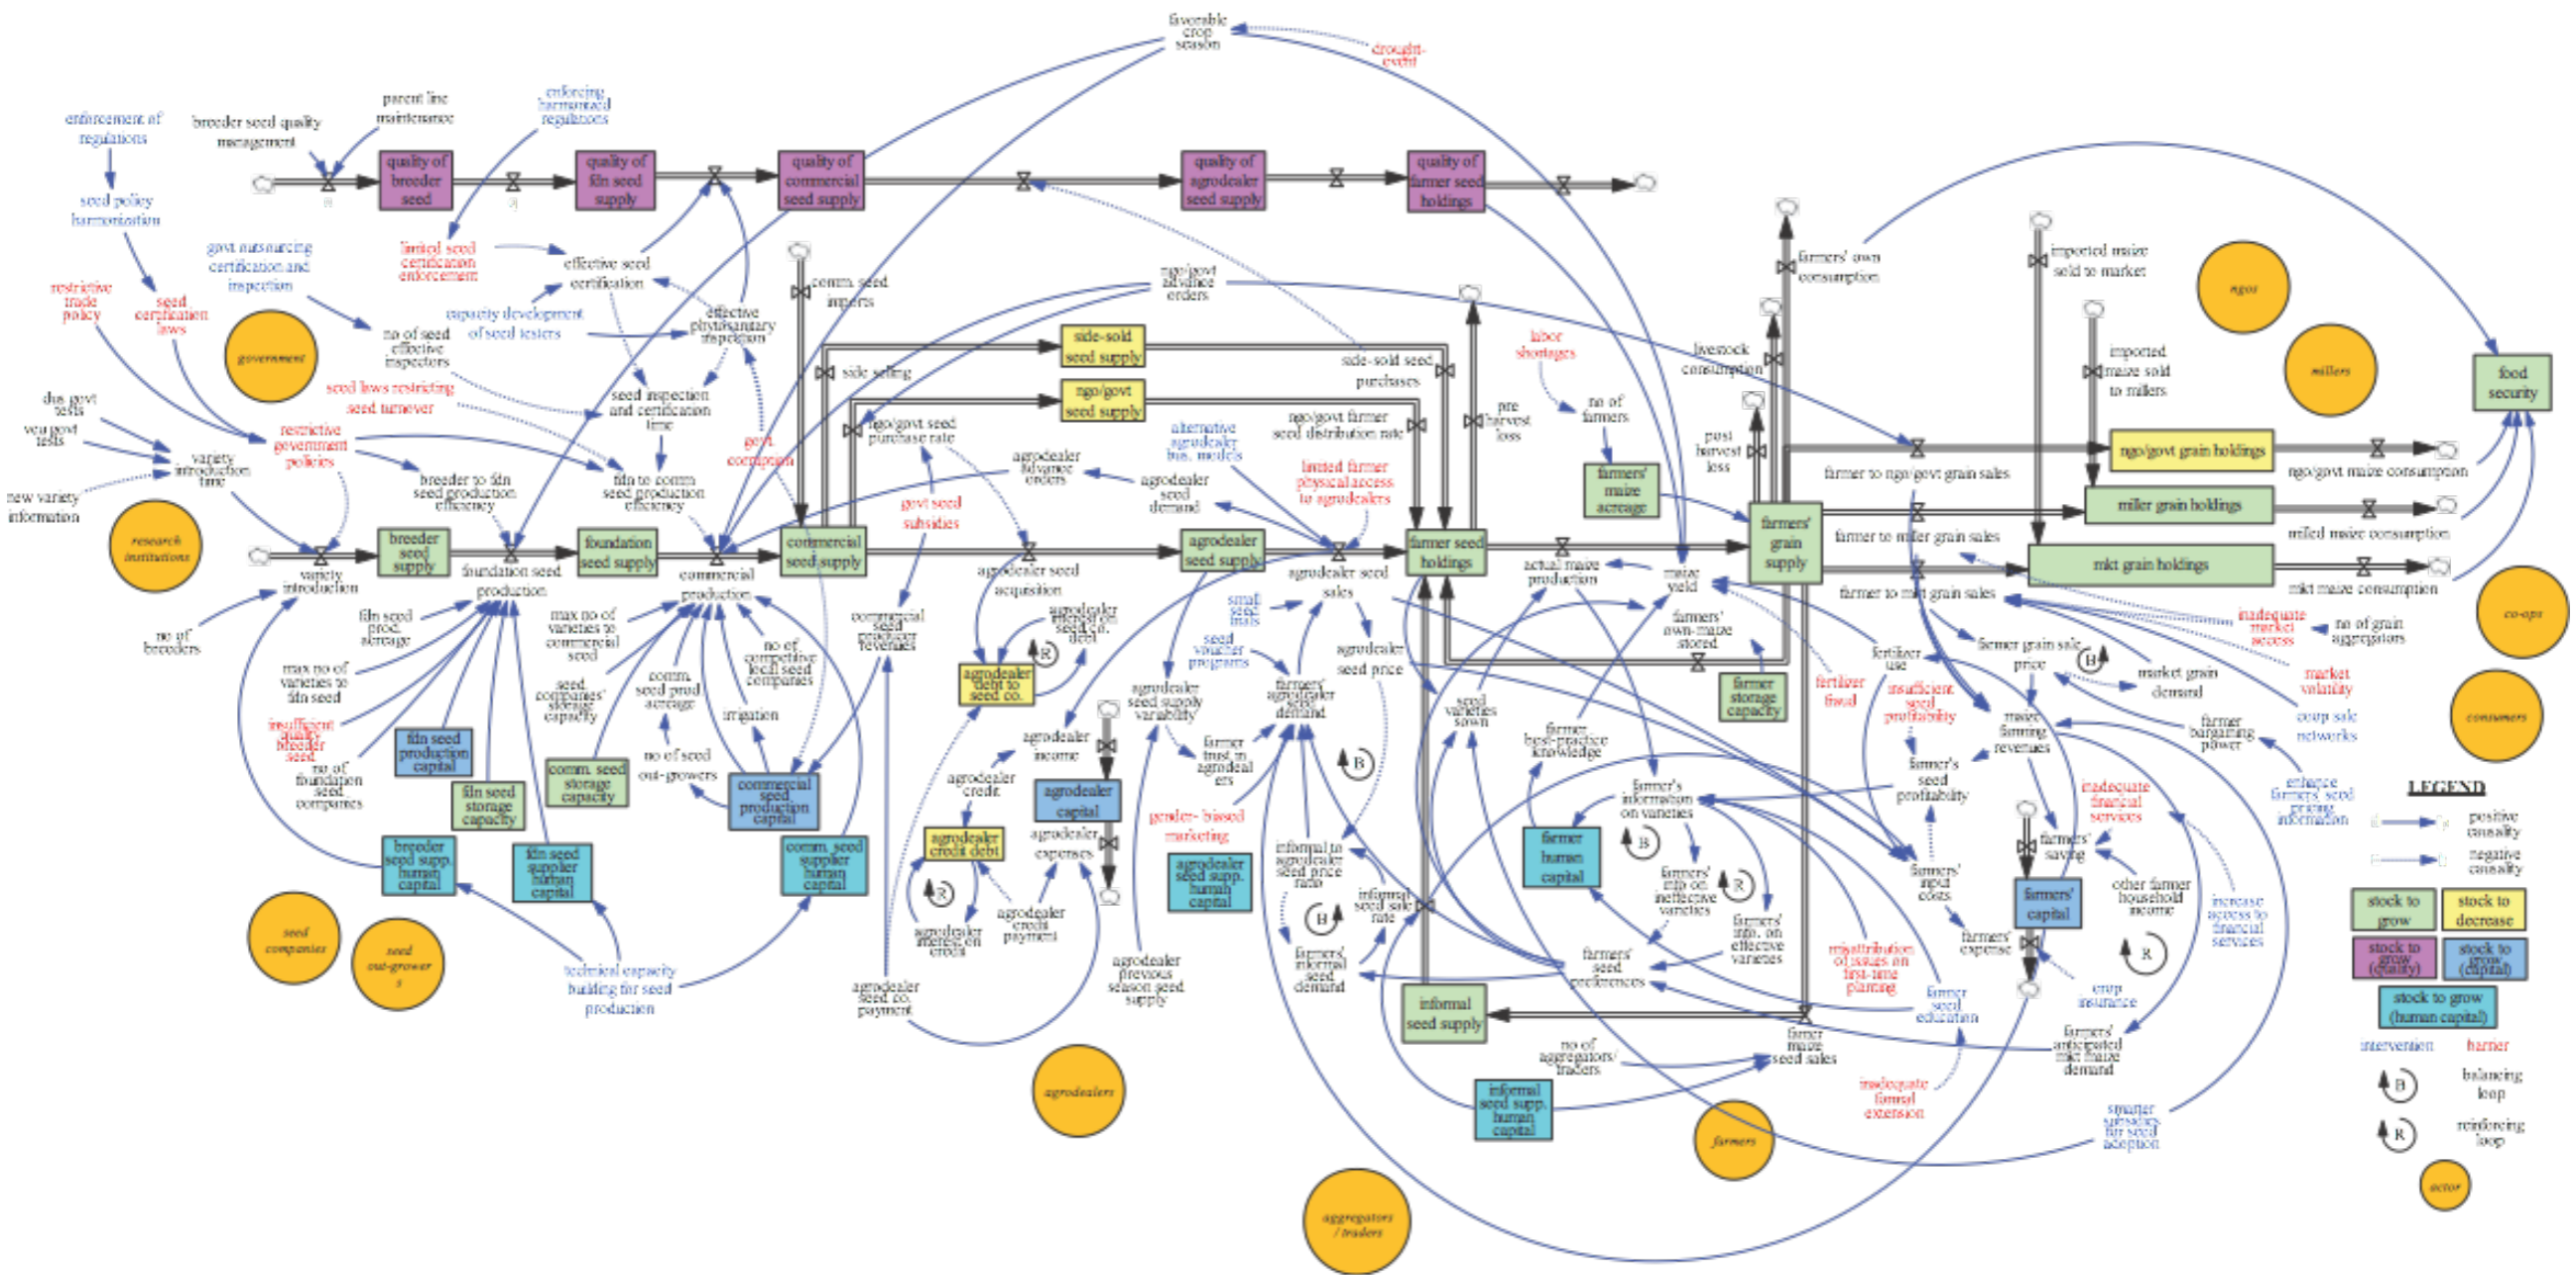 favorable
crop
season
drought-
event
enforcing
harmonized
regulations
parent line
maintenance
enforcement of
regulations
breeder seed quality
management
quality of
breeder
seed
quality of
fdn seed
supply
quality of
commercial
seed supply
quality of
agrodealer
seed supply
quality of
farmer seed
holdings
seed policy
harmonization
govt outsourcing
certification and
inspection
limited seed
certification
enforcement
effective seed
certification
restrictive
trade
policy
seed
certification
laws
government
capacity development
of seed testers
effective
phytosanitary
inspection
no of seed
effective
inspectors
comm. seed
imports
ngo/govt
advance
orders
farmers' own
consumption
imported maize
sold to market
ngos
millers
side-sold
seed supply
side selling
side-sold seed
purchases
labor
shortages
livestock
consumption
imported
maize sold
to millers
food
security
seed laws restricting
seed turnover
seed inspection
and certification
time
ngo/govt
seed supply
ngo/govt seed
purchase rate
ngo/govt farmer
seed distribution rate
pre
harvest
loss
no of
farmers
dus govt
tests
vcu govt
tests
restrictive
government
policies
variety
introduction
time
new variety
information
govt
corruption
alternative
agrodealer
bus. models
agrodealer
advance
orders
agrodealer
seed
demand
limited farmer
physical access
to agrodealers
post
harvest
loss
farmer to ngo/govt grain sales
ngo/govt grain holdings
ngo/govt maize consumption
breeder to fdn
seed production
efficiency
fdn to comm
seed production
efficiency
govt seed
subsidies
farmers'
maize
acreage
miller grain holdings
milled maize consumption
research
institutions
breeder
seed
supply
foundation
seed supply
commercial
seed supply
agrodealer
seed supply
farmer seed
holdings
farmers'
grain
supply
farmer to miller grain sales
mkt grain holdings
mkt maize consumption
variety
introduction
foundation seed
production
commercial
production
agrodealer seed
acquisition
agrodealer seed
sales
actual maize
production
maize
yield
farmer to mkt grain sales
no of
breeders
fdn seed
prod.
acreage
max no of
varieties to
fdn seed
insufficient
quality
breeder
seed
no of
foundation
seed
companies
max no of
varieties to
commercial
seed
seed
companies'
storage
capacity
comm.
seed prod.
acreage
no of
competitive
local seed
companies
irrigation
no of seed
out-growers
commercial
seed
producer
revenues
agrodealer
interest on
seed co.
debt
R
agrodealer
debt to
seed co.
small
seed
trials
seed
voucher
programs
agrodealer
seed price
farmers'
agrodealer
seed
demand
agrodealer
seed supply
variability
farmer
trust in
agrodeal
ers
farmers'
own-maize
stored
farmer
storage
capacity
fertilizer
fraud
fertilizer
use
insufficient
seed
profitability
farmer grain sale
price
B
market grain
demand
inadequate
market
access
no of grain
aggregators
market
volatility
coop sale
networks
co-ops
consumers
farmer
bargaining
power
enhance
farmers' seed
pricing
information
maize
farming
revenues
farmer's
seed
profitability
inadequate
financial
services
farmers'
saving
other farmer
household
income
increase
access to
financial
services
seed
varieties
sown
farmer
best-practice
knowledge
farmer's
information
on varieties
B
B
R
farmer
human
capital
farmers'
info on
ineffective
varieties
farmers'
info. on
effective
varieties
farmers'
seed
preferences
misattribution
of issues on
first-time
planting
farmers'
input
costs
farmers'
expense
farmers'
capital
R
crop
insurance
farmer
seed
education
farmers'
anticipated
mkt maize
demand
inadequate
formal
extension
smarter
subsidies
for seed
adoption
fdn seed
production
capital
fdn seed
storage
capacity
comm. seed
storage
capacity
commercial
seed
production
capital
breeder
seed supp.
human
capital
fdn seed
supplier
human
capital
comm. seed
supplier
human
capital
seed
companies
seed
out-grower
s
technical capacity
building for seed
production
agrodealer
income
agrodealer
credit
agrodealer
capital
agrodealer
expenses
agrodealer
credit debt
R
agrodealer
interest on
credit
agrodealer
credit
payment
agrodealer
seed co.
payment
agrodealers
gender- biased
marketing
agrodealer
seed supp.
human
capital
agrodealer
previous
season seed
supply
informal to
agrodealer
seed price
ratio
B
informal
seed sale
rate
farmers'
informal
seed
demand
informal
seed supply
no of
aggregators/
traders
farmer
maize
seed sales
informal
seed supp.
human
capital
farmers
aggregators
/ traders
LEGEND
positive
causality
negative
causality
stock to
grow
stock to
decrease
stock to
grow
(quality)
stock to
grow
(capital)
stock to grow
(human capital)
intervention
barrier
B
balancing
loop
R
reinforcing
loop
actor